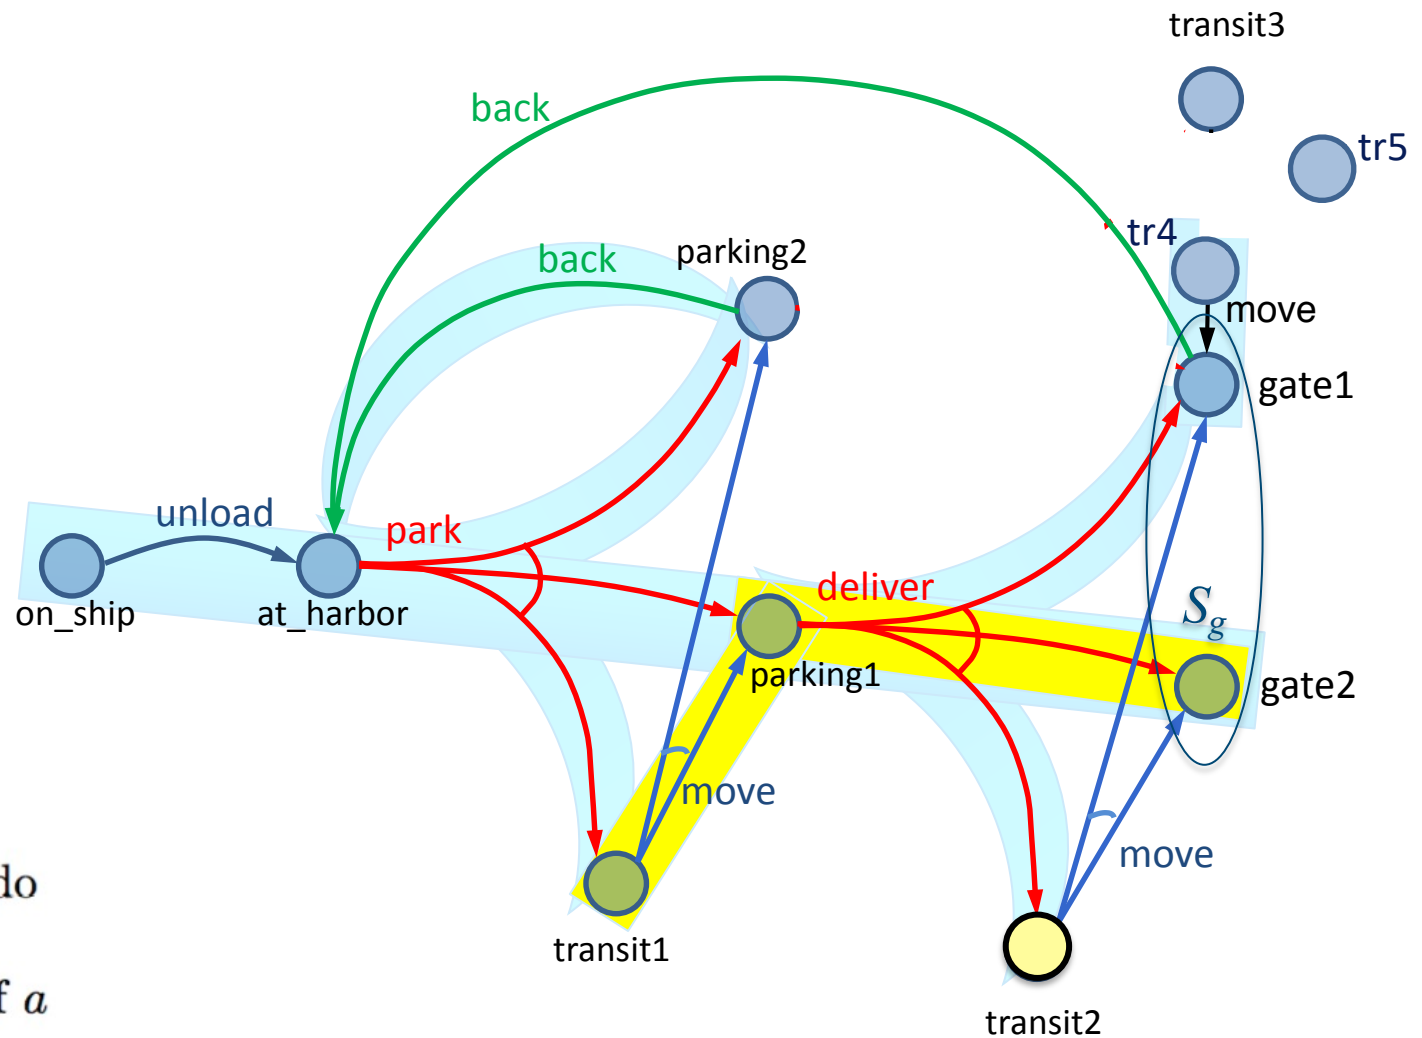 transit3
back
tr5
tr4
parking2
back
move
gate1
unload
park
on_ship
at_harbor
deliver
Sg
parking1
gate2
move
move
do
transit1
f a
transit2